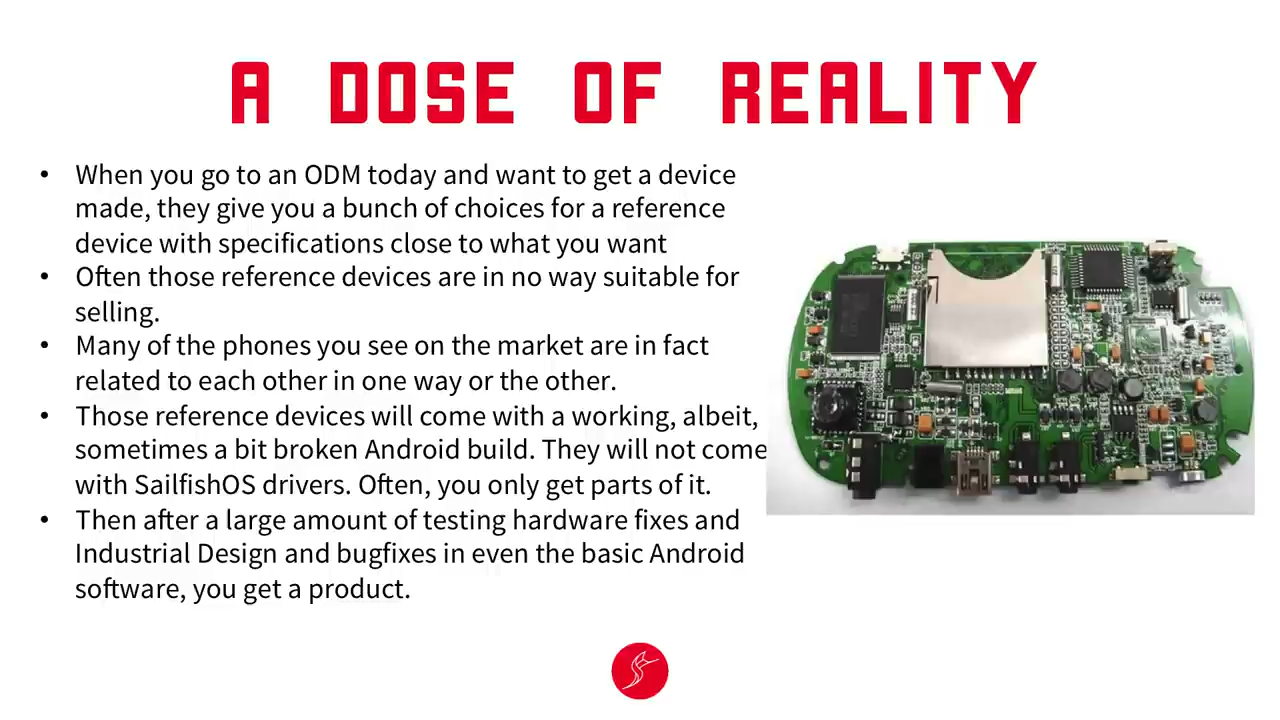 A DOSE OF REALITY
• When you go to an ODM today and want to get a device
made, they give you a bunch of choices for a reference
device with specifications close to what you want
• Often those reference devices are in no way suitable for
selling.
• Many of the phones you see on the market are in fact
related to each other in one way or the other.
• Those reference devices will come with a working, albeit,
sometimes a bit broken Android build. They will not come
with SailfishOS drivers. Often, you only get parts of it.
• Then after a large amount of testing hardware fixes and
Industrial Design and bugfixes in even the basic Android
software, you get a product.